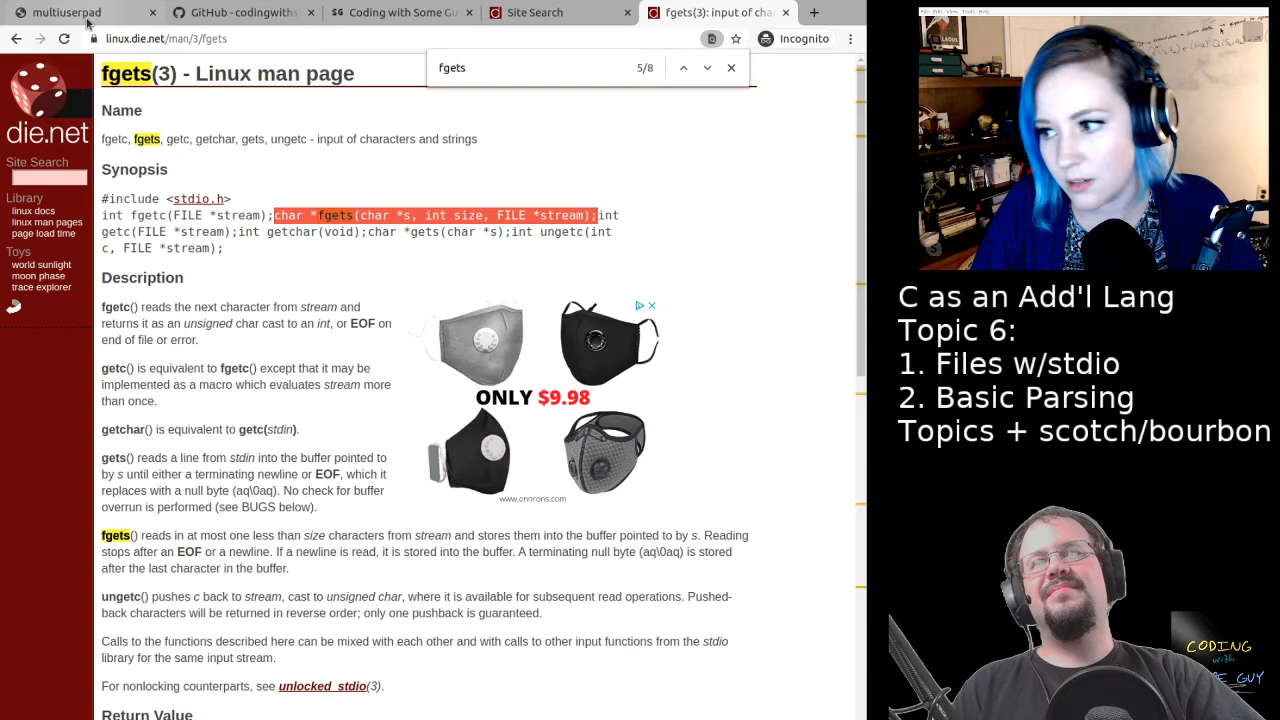 multiuserpad
GitHub - codingwiths
Coding with Some Gu
Site Search
fgets(3): input of cha
linux.die.net/man/3/fgets
Incognito
fgets
5/8
File Edit View Tools Help
die.net
Site Search
Library
linux docs
linux man pages
page load time
Toys
world sunlight
moon phase
trace explorer
fgets(3) - Linux man page
Name
fgetc, fgets, getc, getchar, gets, ungetc - input of characters and strings
Synopsis
#include <stdio.h>
int fgetc(FILE *stream);char *fgets(char *s, int size, FILE *stream);int
getc(FILE *stream);int getchar(void);char *gets(char *s);int ungetc(int
c, FILE *stream);
Description
fgetc() reads the next character from stream and
returns it as an unsigned char cast to an int, or EOF on
end of file or error.
getc() is equivalent to fgetc() except that it may be
implemented as a macro which evaluates stream more
than once.
getchar() is equivalent to getc(stdin).
gets() reads a line from stdin into the buffer pointed to
by s until either a terminating newline or EOF, which it
replaces with a null byte (aq\0aq). No check for buffer
overrun is performed (see BUGS below).
ONLY $9.98
www.onnrons.com
fgets() reads in at most one less than size characters from stream and stores them into the buffer pointed to by s. Reading
stops after an EOF or a newline. If a newline is read, it is stored into the buffer. A terminating null byte (aq\0aq) is stored
after the last character in the buffer.
ungetc() pushes c back to stream, cast to unsigned char, where it is available for subsequent read operations. Pushed-
back characters will be returned in reverse order; only one pushback is guaranteed.
Calls to the functions described here can be mixed with each other and with calls to other input functions from the stdio
library for the same input stream.
For nonlocking counterparts, see unlocked_stdio(3).
Return Value
C as an Add'l Lang
Topic 6:
1. Files w/stdio
2. Basic Parsing
Topics + scotch/bourbon
CODING
with
E GUY